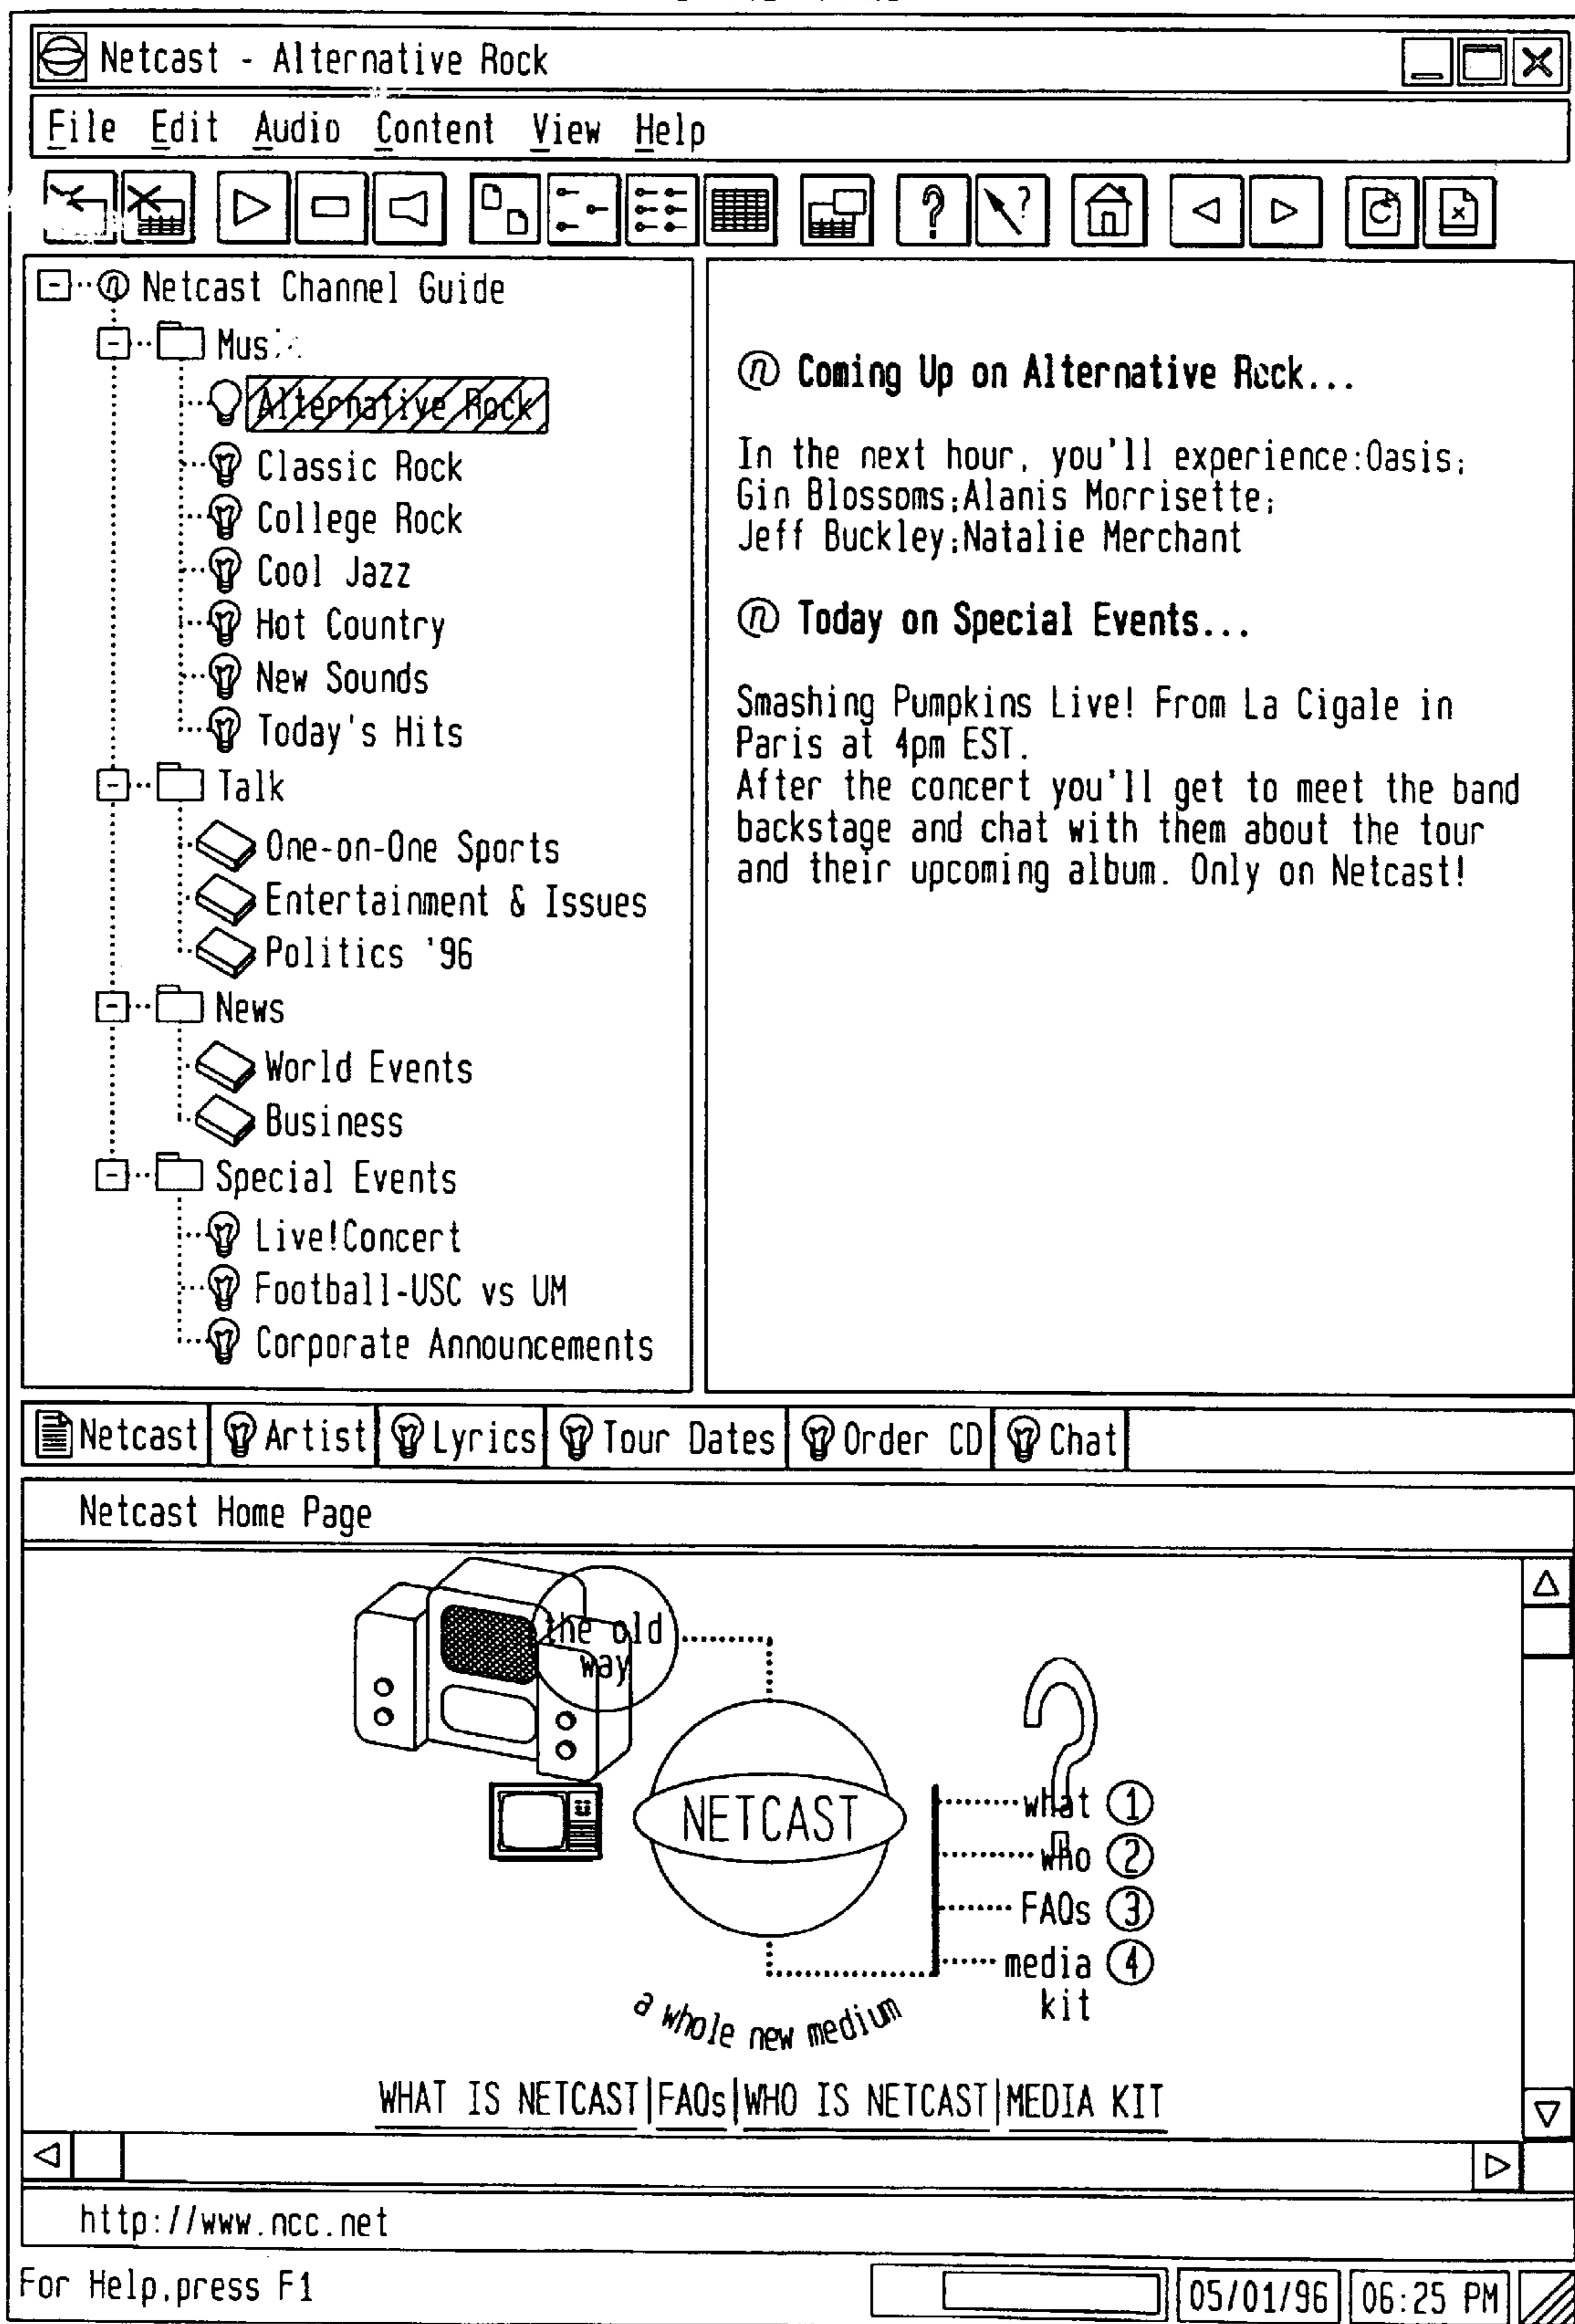 Netcast - Alternative Rock
File Edit Audio Content View Help
Netcast Channel Guide
Alternative Rock
Classic Rock
College Rock
Cool Jazz
Hot Country
New Sounds
Today's Hits
Talk
One-on-One Sports
Entertainment & Issues
Politics '96
News
World Events
Business
Special Events
Live!Concert
Football-USC vs UM
Corporate Announcements
Coming Up on Alternative Rock...
In the next hour, you'll experience:Oasis;
Gin Blossoms;Alanis Morrisette;
Jeff Buckley;Natalie Merchant
Today on Special Events...
Smashing Pumpkins Live! From La Cigale in
Paris at 4pm EST.
After the concert you'll get to meet the band
backstage and chat with them about the tour
and their upcoming album. Only on Netcast!
Netcast Artist Lyrics Tour Dates Order CD Chat
Netcast Home Page
the old
way
NETCAST
what 1
who 2
FAQs 3
media 4
kit
a whole new medium
WHAT IS NETCAST|FAQs|WHO IS NETCAST|MEDIA KIT
http://www.ncc.net
For Help,press F1
05/01/96 06:25 PM